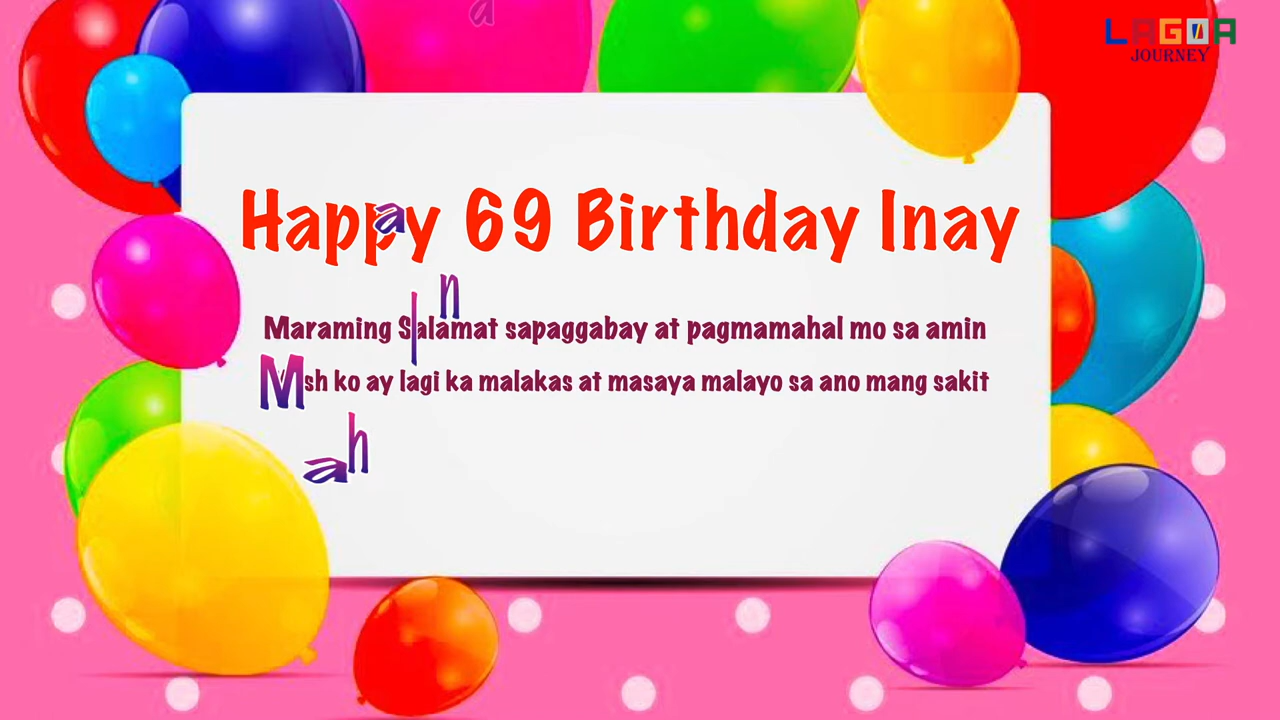 LAGOA
JOURNEY
Happy 69 Birthday Inay
Maraming Salamat sapaggabay at pagmamahal mo sa amin
sh ko ay lagi ka malakas at masaya malayo sa ano mang sakit